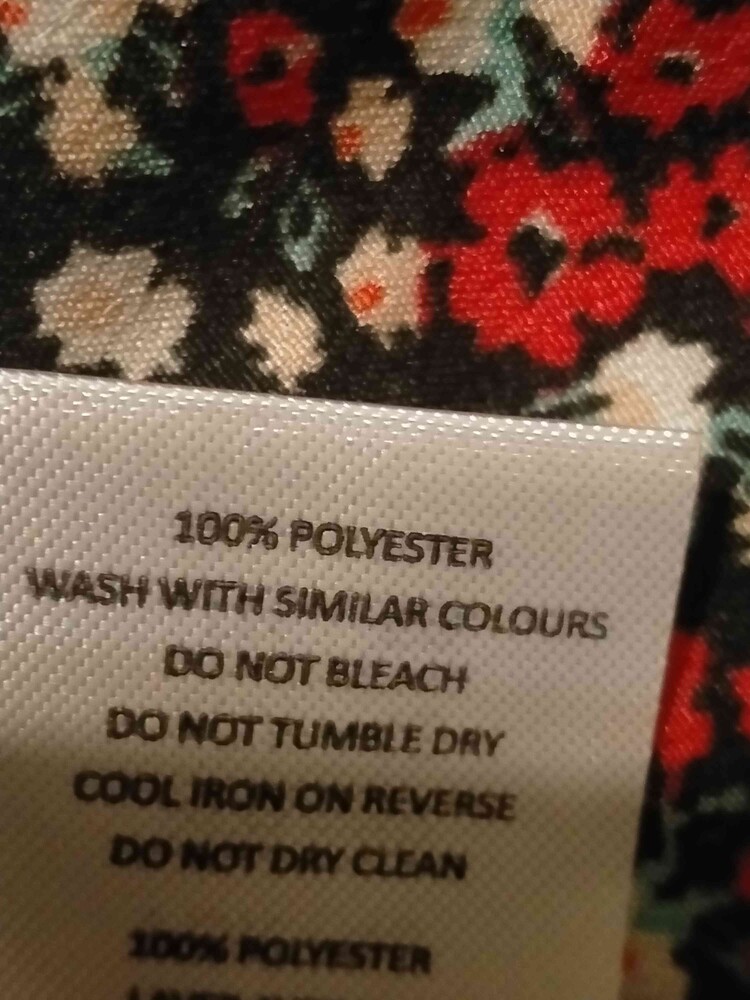 100% POLYESTER
WASH WITH SIMILAR COLOURS
DO NOT BLEACH
DO NOT TUMBLE DRY
COOL IRON ON REVERSE
DO NOT DRY CLEAN
100% POLYESTER